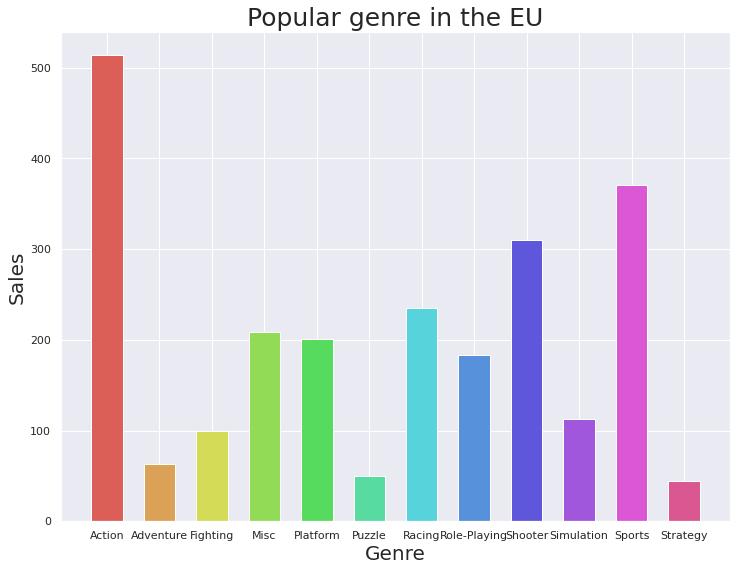 Popular genre in the EU
Sales
500
400
300
200
100
0
Action Adventure Fighting Misc Platform Puzzle Racing Role-Playing Shooter Simulation Sports Strategy
Genre